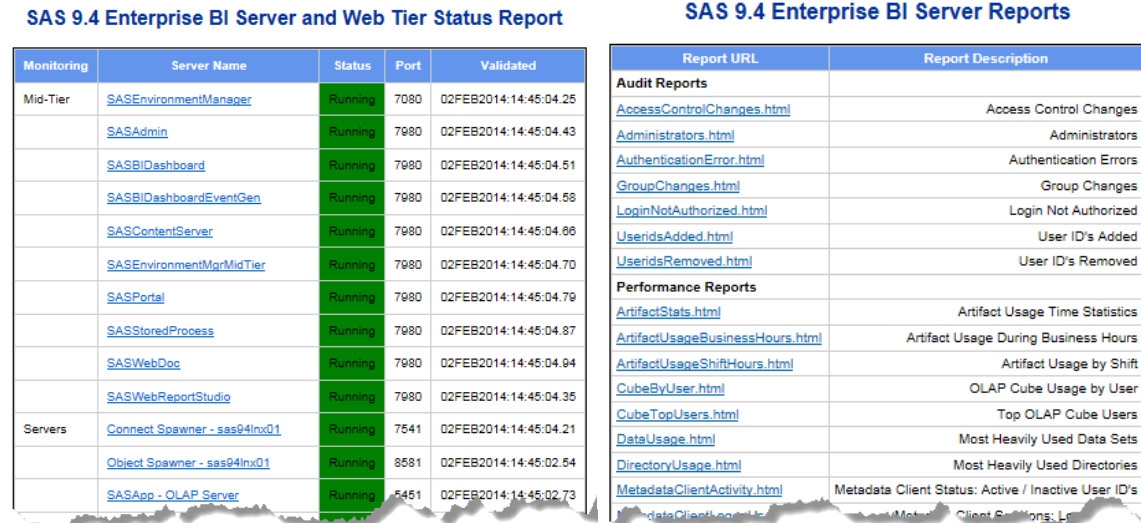 SAS 9.4 Enterprise BI Server and Web Tier Status Report
Monitoring Server Name Status Port Validated
Mid-Tier SASEnvironmentManager Running 7080 02FEB2014:14:45:04.25
SASAdmin Running 7980 02FEB2014:14:45:04.43
SASBIDashboard Running 7980 02FEB2014:14:45:04.51
SASBIDashboardEventGen Running 7980 02FEB2014:14:45:04.58
SASContentServer Running 7980 02FEB2014:14:45:04.66
SASEnvironmentMgrMidTier Running 7980 02FEB2014:14:45:04.70
SASPortal Running 7980 02FEB2014:14:45:04.79
SASStoredProcess Running 7980 02FEB2014:14:45:04.87
SASWebDoc Running 7980 02FEB2014:14:45:04.94
SASWebReportStudio Running 7980 02FEB2014:14:45:04.35
Servers Connect Spawner - sas94lnx01 Running 7541 02FEB2014:14:45:04.21
Object Spawner - sas94lnx01 Running 8581 02FEB2014:14:45:02.54
SASApp - OLAP Server Running 5451 02FEB2014:14:45:02.73
SAS 9.4 Enterprise BI Server Reports
Report URL Report Description
Audit Reports
AccessControlChanges.html Access Control Changes
Administrators.html Administrators
AuthenticationError.html Authentication Errors
GroupChanges.html Group Changes
LoginNotAuthorized.html Login Not Authorized
UseridsAdded.html User ID's Added
UseridsRemoved.html User ID's Removed
Performance Reports
ArtifactStats.html Artifact Usage Time Statistics
ArtifactUsageBusinessHours.html Artifact Usage During Business Hours
ArtifactUsageShiftHours.html Artifact Usage by Shift
CubeByUser.html OLAP Cube Usage by User
CubeTopUsers.html Top OLAP Cube Users
DataUsage.html Most Heavily Used Data Sets
DirectoryUsage.html Most Heavily Used Directories
MetadataClientActivity.html Metadata Client Status: Active / Inactive User ID's
Client